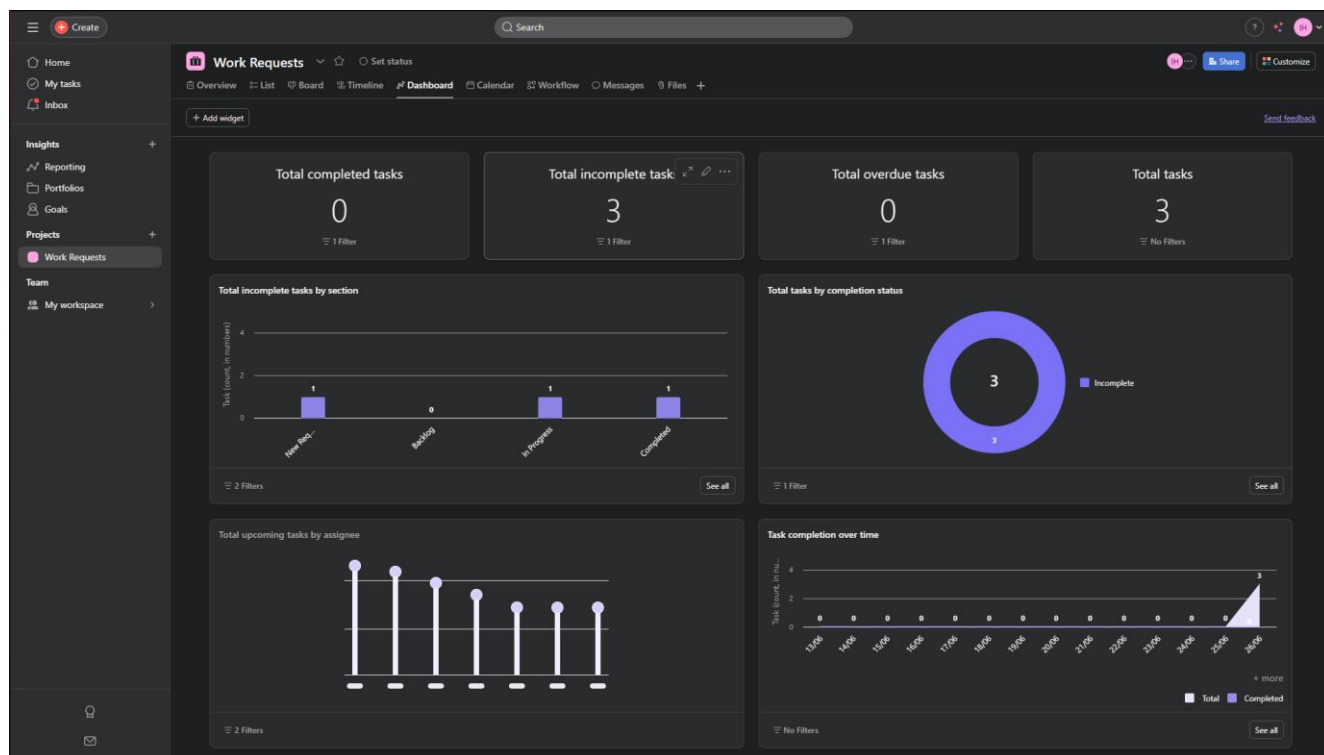 Create
Search
?
IH
Home
My tasks
Inbox
Insights +
Reporting
Portfolios
Goals
Projects +
Work Requests
Team
My workspace
Work Requests
Set status
IH
Share
Customize
Overview List Board Timeline Dashboard Calendar Workflow Messages Files +
+ Add widget
Send feedback
Total completed tasks
0
1 Filter
Total incomplete task
3
1 Filter
Total overdue tasks
0
1 Filter
Total tasks
3
No Filters
Total incomplete tasks by section
Task (count, in numbers)
4
2
0
1 0 1 1
New Req... Backlog In Progress Completed
2 Filters
See all
Total tasks by completion status
3
3
Incomplete
1 Filter
See all
Total upcoming tasks by assignee
2 Filters
Task completion over time
Task (count, in nu...
4
2
0
0 0 0 0 0 0 0 0 0 0 0 0 0 3
0
13/06 14/06 15/06 16/06 17/06 18/06 19/06 20/06 21/06 22/06 23/06 24/06 25/06 26/06
+ more
Total Completed
No Filters
See all